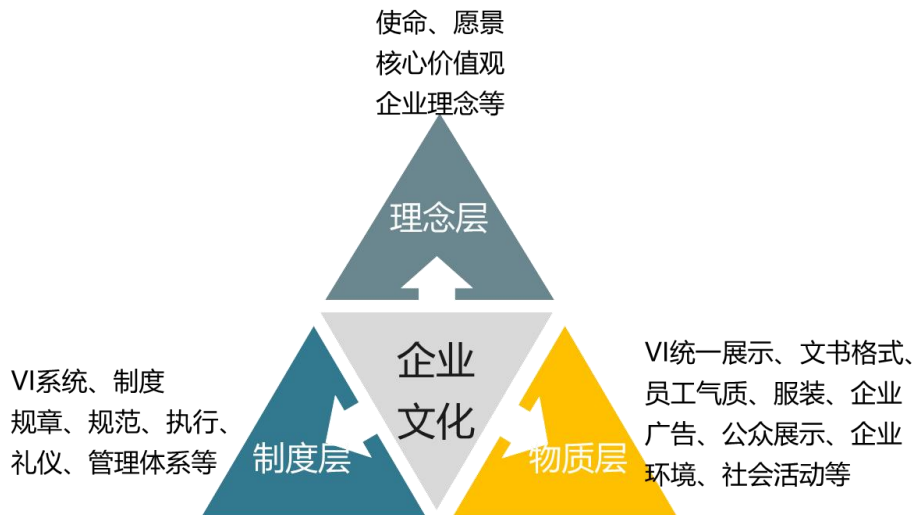 使命、愿景
核心价值观
企业理念等
理念层
企业
文化
VI系统、制度
规章、规范、执行、
礼仪、管理体系等
制度层
物质层
VI统一展示、文书格式、
员工气质、服装、企业
广告、公众展示、企业
环境、社会活动等